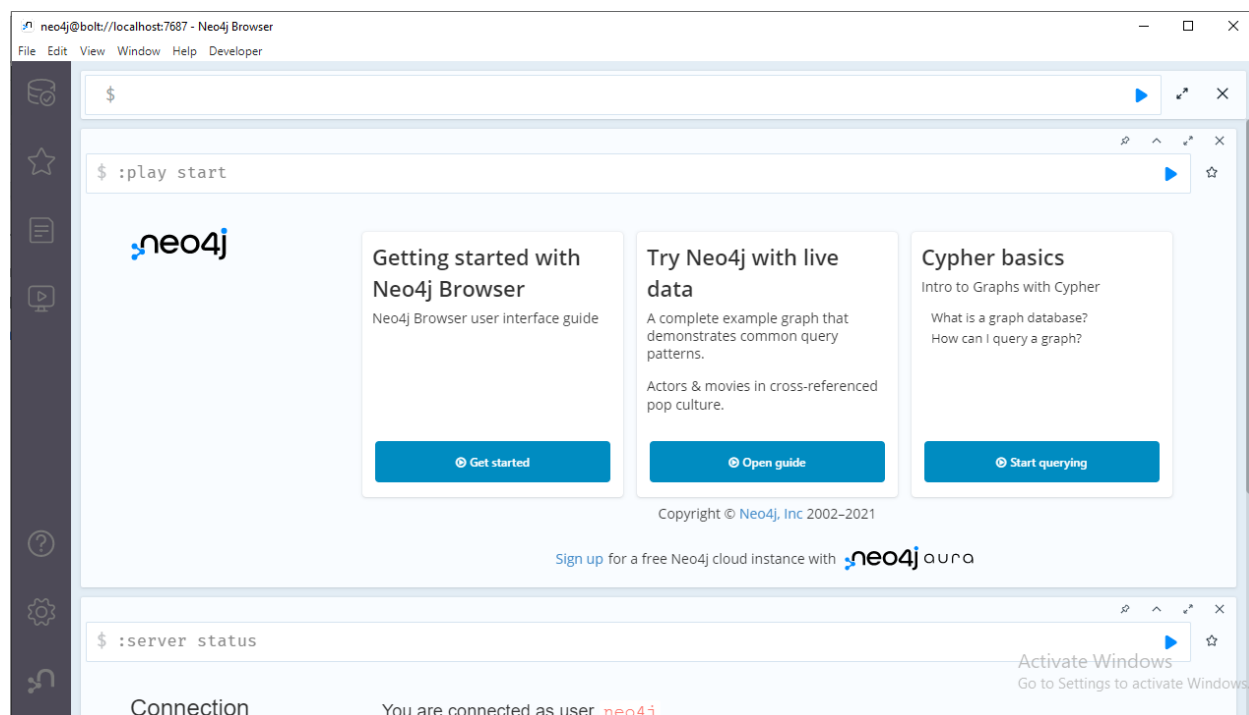 neo4j@bolt://localhost:7687 - Neo4j Browser
File Edit View Window Help Developer
$
$ :play start
neo4j
Getting started with
Neo4j Browser
Neo4j Browser user interface guide
Get started
Try Neo4j with live
data
A complete example graph that
demonstrates common query
patterns.
Actors & movies in cross-referenced
pop culture.
Open guide
Cypher basics
Intro to Graphs with Cypher
What is a graph database?
How can I query a graph?
Start querying
Copyright © Neo4j, Inc 2002–2021
Sign up for a free Neo4j cloud instance with neo4j aura
$ :server status
Activate Windows
Go to Settings to activate Windows.
Connection
You are connected as user neo4j